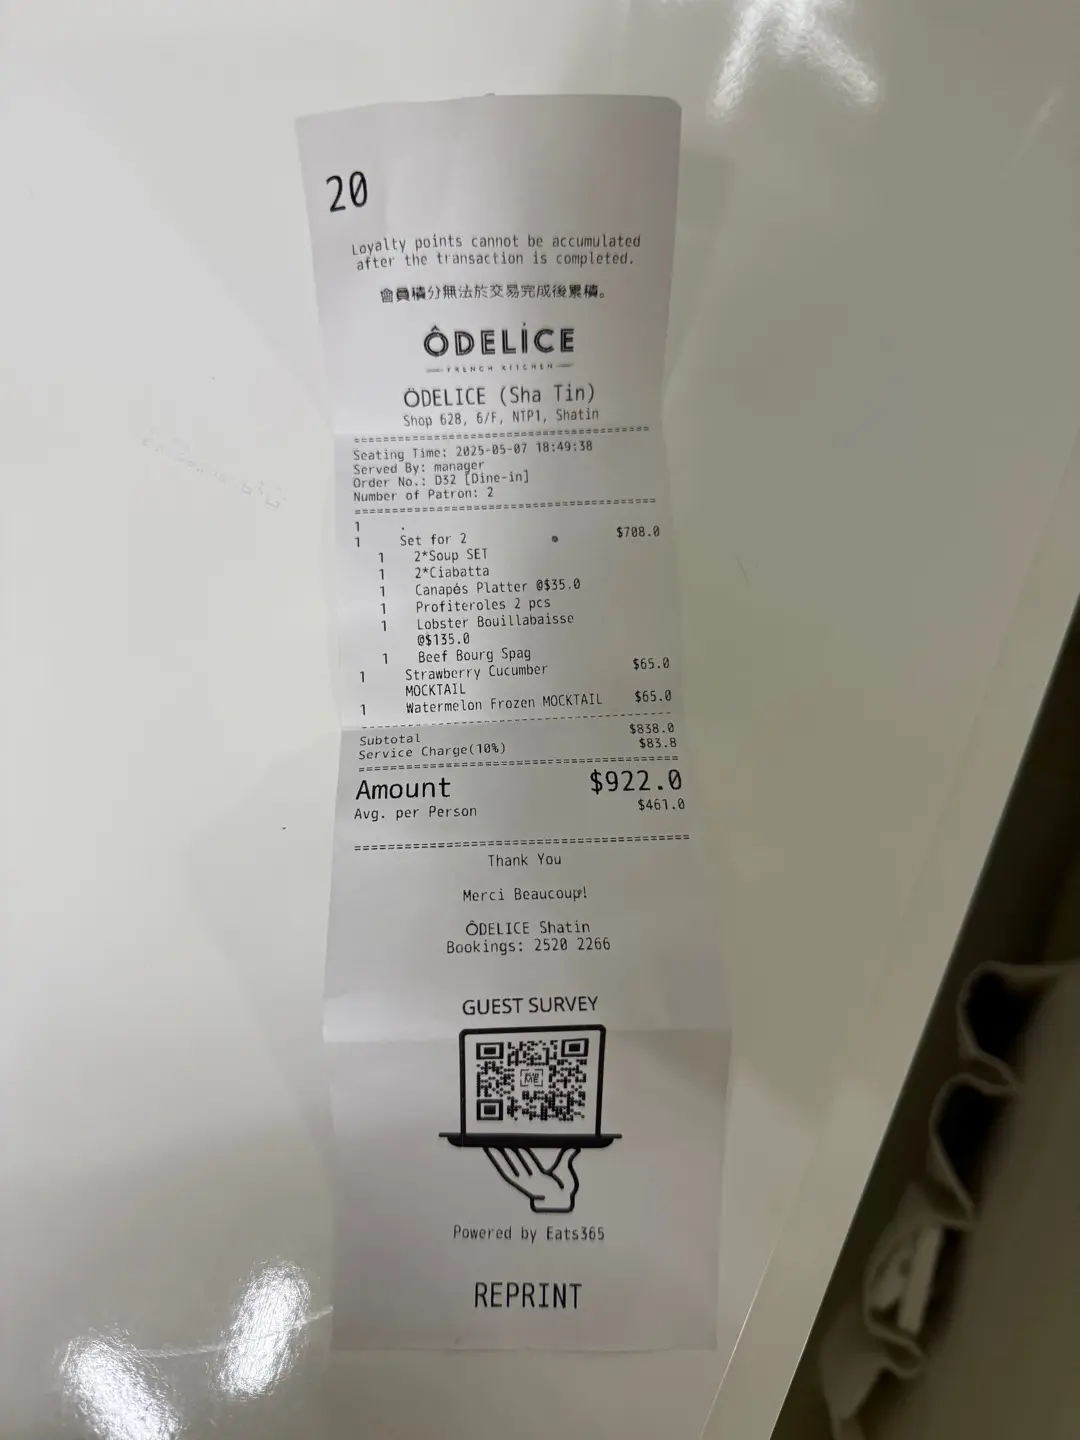 20
Loyalty points cannot be accumulated
after the transaction is completed.
會員積分無法於交易完成後累積。
ÔDELICE
FRENCH KITCHEN
ÔDELICE (Sha Tin)
Shop 628, 6/F, NTP1, Shatin
Seating Time: 2025-05-07 18:49:38
Served By: manager
Order No.: D32 [Dine-in]
Number of Patron: 2
1 .
1 Set for 2 $708.0
1 2*Soup SET
1 2*Ciabatta
1 Canapés Platter @$35.0
1 Profiteroles 2 pcs
1 Lobster Bouillabaisse
@$135.0
1 Beef Bourg Spag
1 Strawberry Cucumber $65.0
MOCKTAIL
1 Watermelon Frozen MOCKTAIL $65.0
Subtotal $838.0
Service Charge(10%) $83.8
Amount $922.0
Avg. per Person $461.0
Thank You
Merci Beaucoup!
ÔDELICE Shatin
Bookings: 2520 2266
GUEST SURVEY
Powered by Eats365
REPRINT